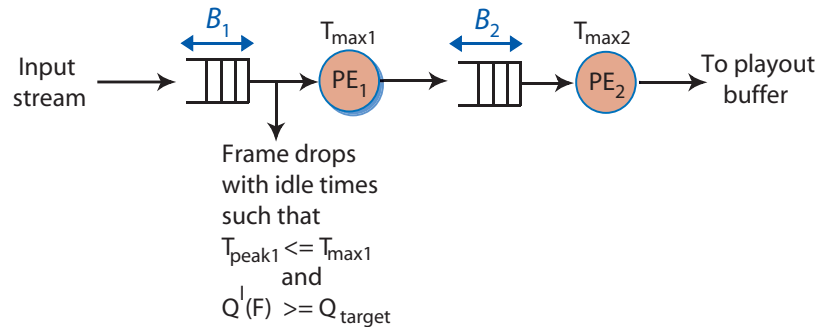 B1
B2
Tmax1
Tmax2
Input
stream
PE1
PE2
To playout
buffer
Frame drops
with idle times
such that
Tpeak1 <= Tmax1
and
Q^I(F) >= Qtarget